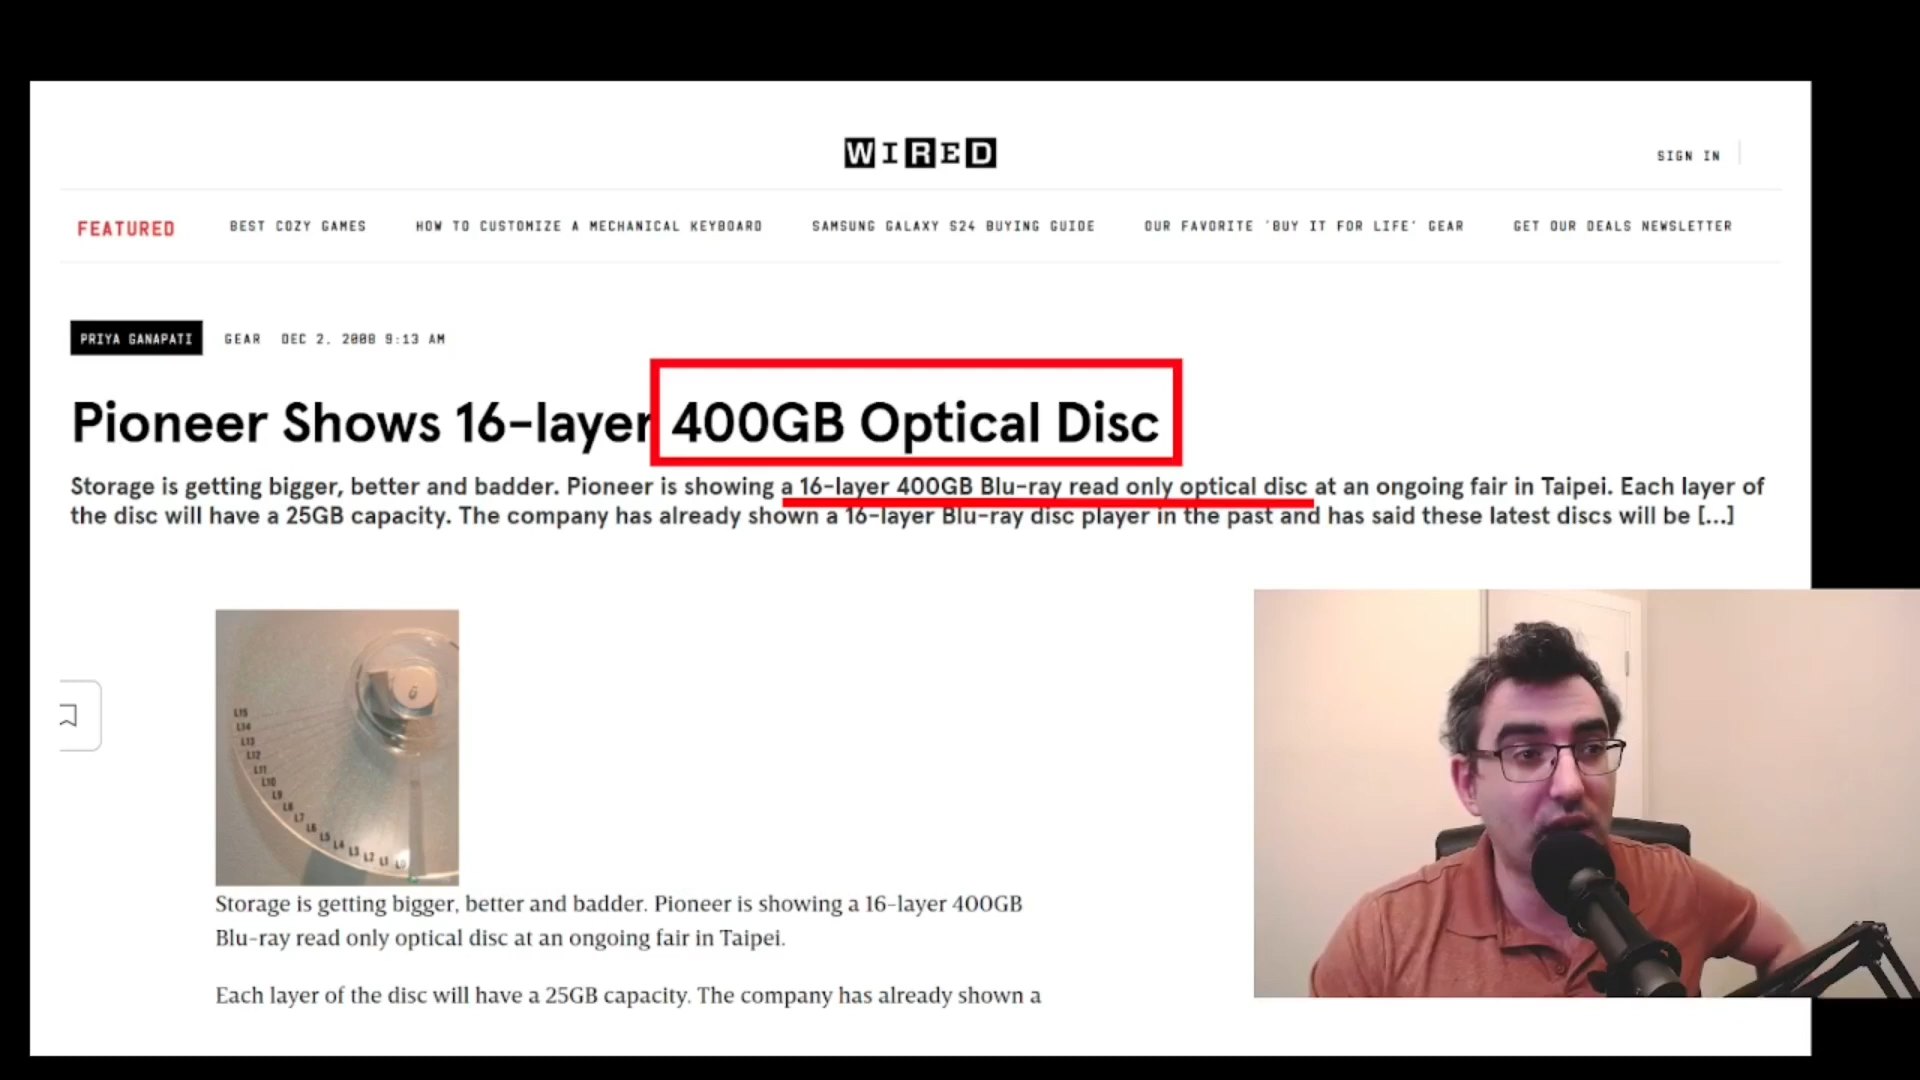 WIRED
SIGN IN
FEATURED BEST COZY GAMES HOW TO CUSTOMIZE A MECHANICAL KEYBOARD SAMSUNG GALAXY S24 BUYING GUIDE OUR FAVORITE 'BUY IT FOR LIFE' GEAR GET OUR DEALS NEWSLETTER
PRIYA GANAPATI GEAR DEC 2, 2008 9:13 AM
Pioneer Shows 16-layer 400GB Optical Disc
Storage is getting bigger, better and badder. Pioneer is showing a 16-layer 400GB Blu-ray read only optical disc at an ongoing fair in Taipei. Each layer of
the disc will have a 25GB capacity. The company has already shown a 16-layer Blu-ray disc player in the past and has said these latest discs will be [...]
L15
L14
L13
L12
L11
L10
L9
L8
L7
L6
L5
L4
L3
L2
L1
L0
Storage is getting bigger, better and badder. Pioneer is showing a 16-layer 400GB
Blu-ray read only optical disc at an ongoing fair in Taipei.
Each layer of the disc will have a 25GB capacity. The company has already shown a